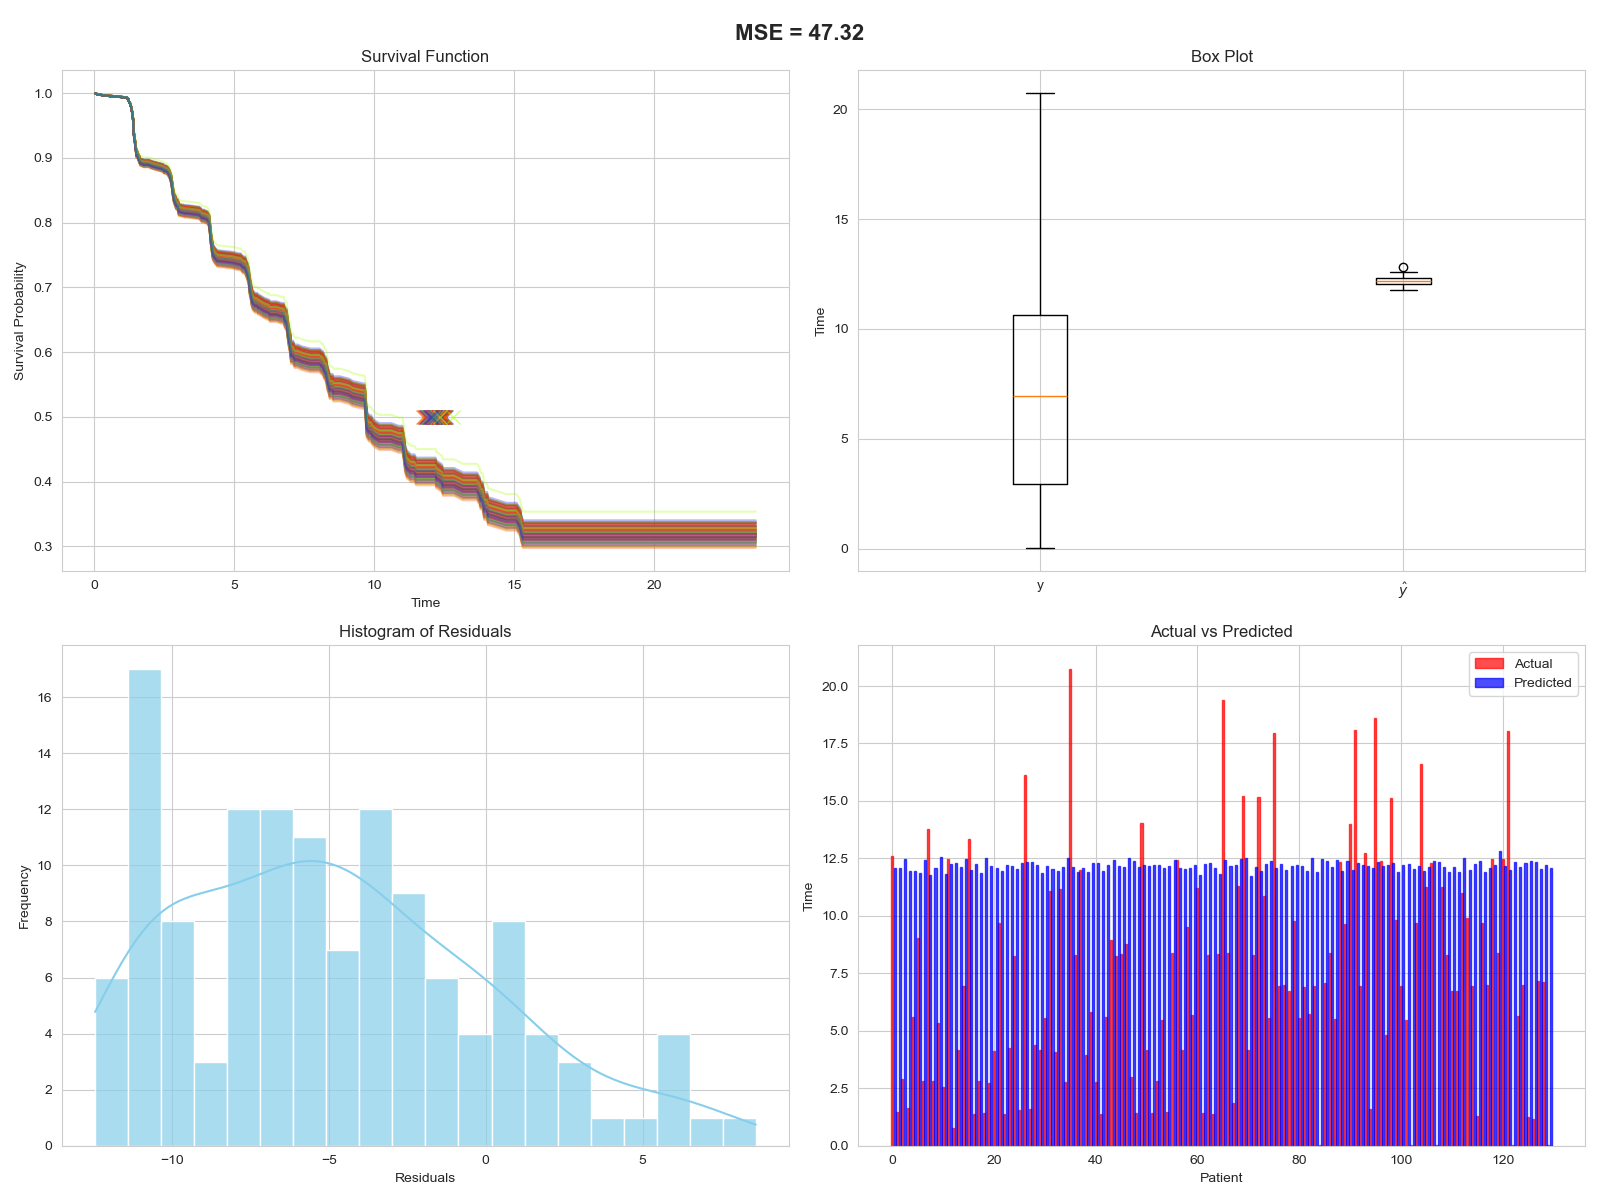 MSE = 47.32
Survival Function
1.0
0.9
0.8
0.7
0.6
0.5
0.4
0.3
Survival Probability
0 5 10 15 20
Time
Box Plot
20
15
10
5
0
Time
y ŷ
Histogram of Residuals
16
14
12
10
8
6
4
2
0
Frequency
−10 −5 0 5
Residuals
Actual vs Predicted
Actual
Predicted
20.0
17.5
15.0
12.5
10.0
7.5
5.0
2.5
0.0
Time
0 20 40 60 80 100 120
Patient